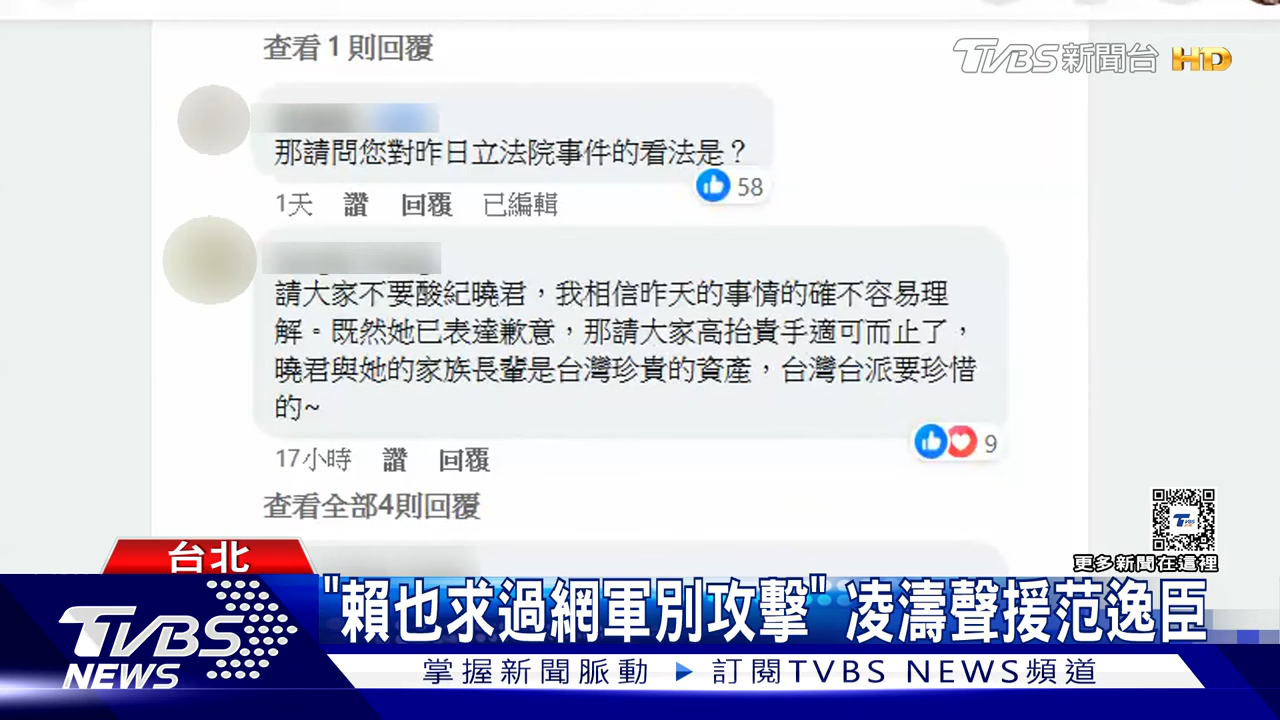 查看 1 則回覆
TVBS新聞台 HD
那請問您對昨日立法院事件的看法是？
58
1天 讚 回覆 已編輯
請大家不要酸紀曉君，我相信昨天的事情的確不容易理
解。既然她已表達歉意，那請大家高抬貴手適可而止了，
曉君與她的家族長輩是台灣珍貴的資產，台灣台派要珍惜
的~
9
17小時 讚 回覆
查看全部4則回覆
TVBS
更多新聞在這裡
台北
"賴也求過網軍別攻擊" 凌濤聲援范逸臣
TVBS
NEWS
掌握新聞脈動 ▶ 訂閱TVBS NEWS頻道